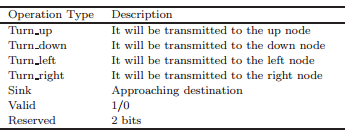 Operation Type Description
Turn_up It will be transmitted to the up node
Turn_down It will be transmitted to the down node
Turn_left It will be transmitted to the left node
Turn_right It will be transmitted to the right node
Sink Approaching destination
Valid 1/0
Reserved 2 bits